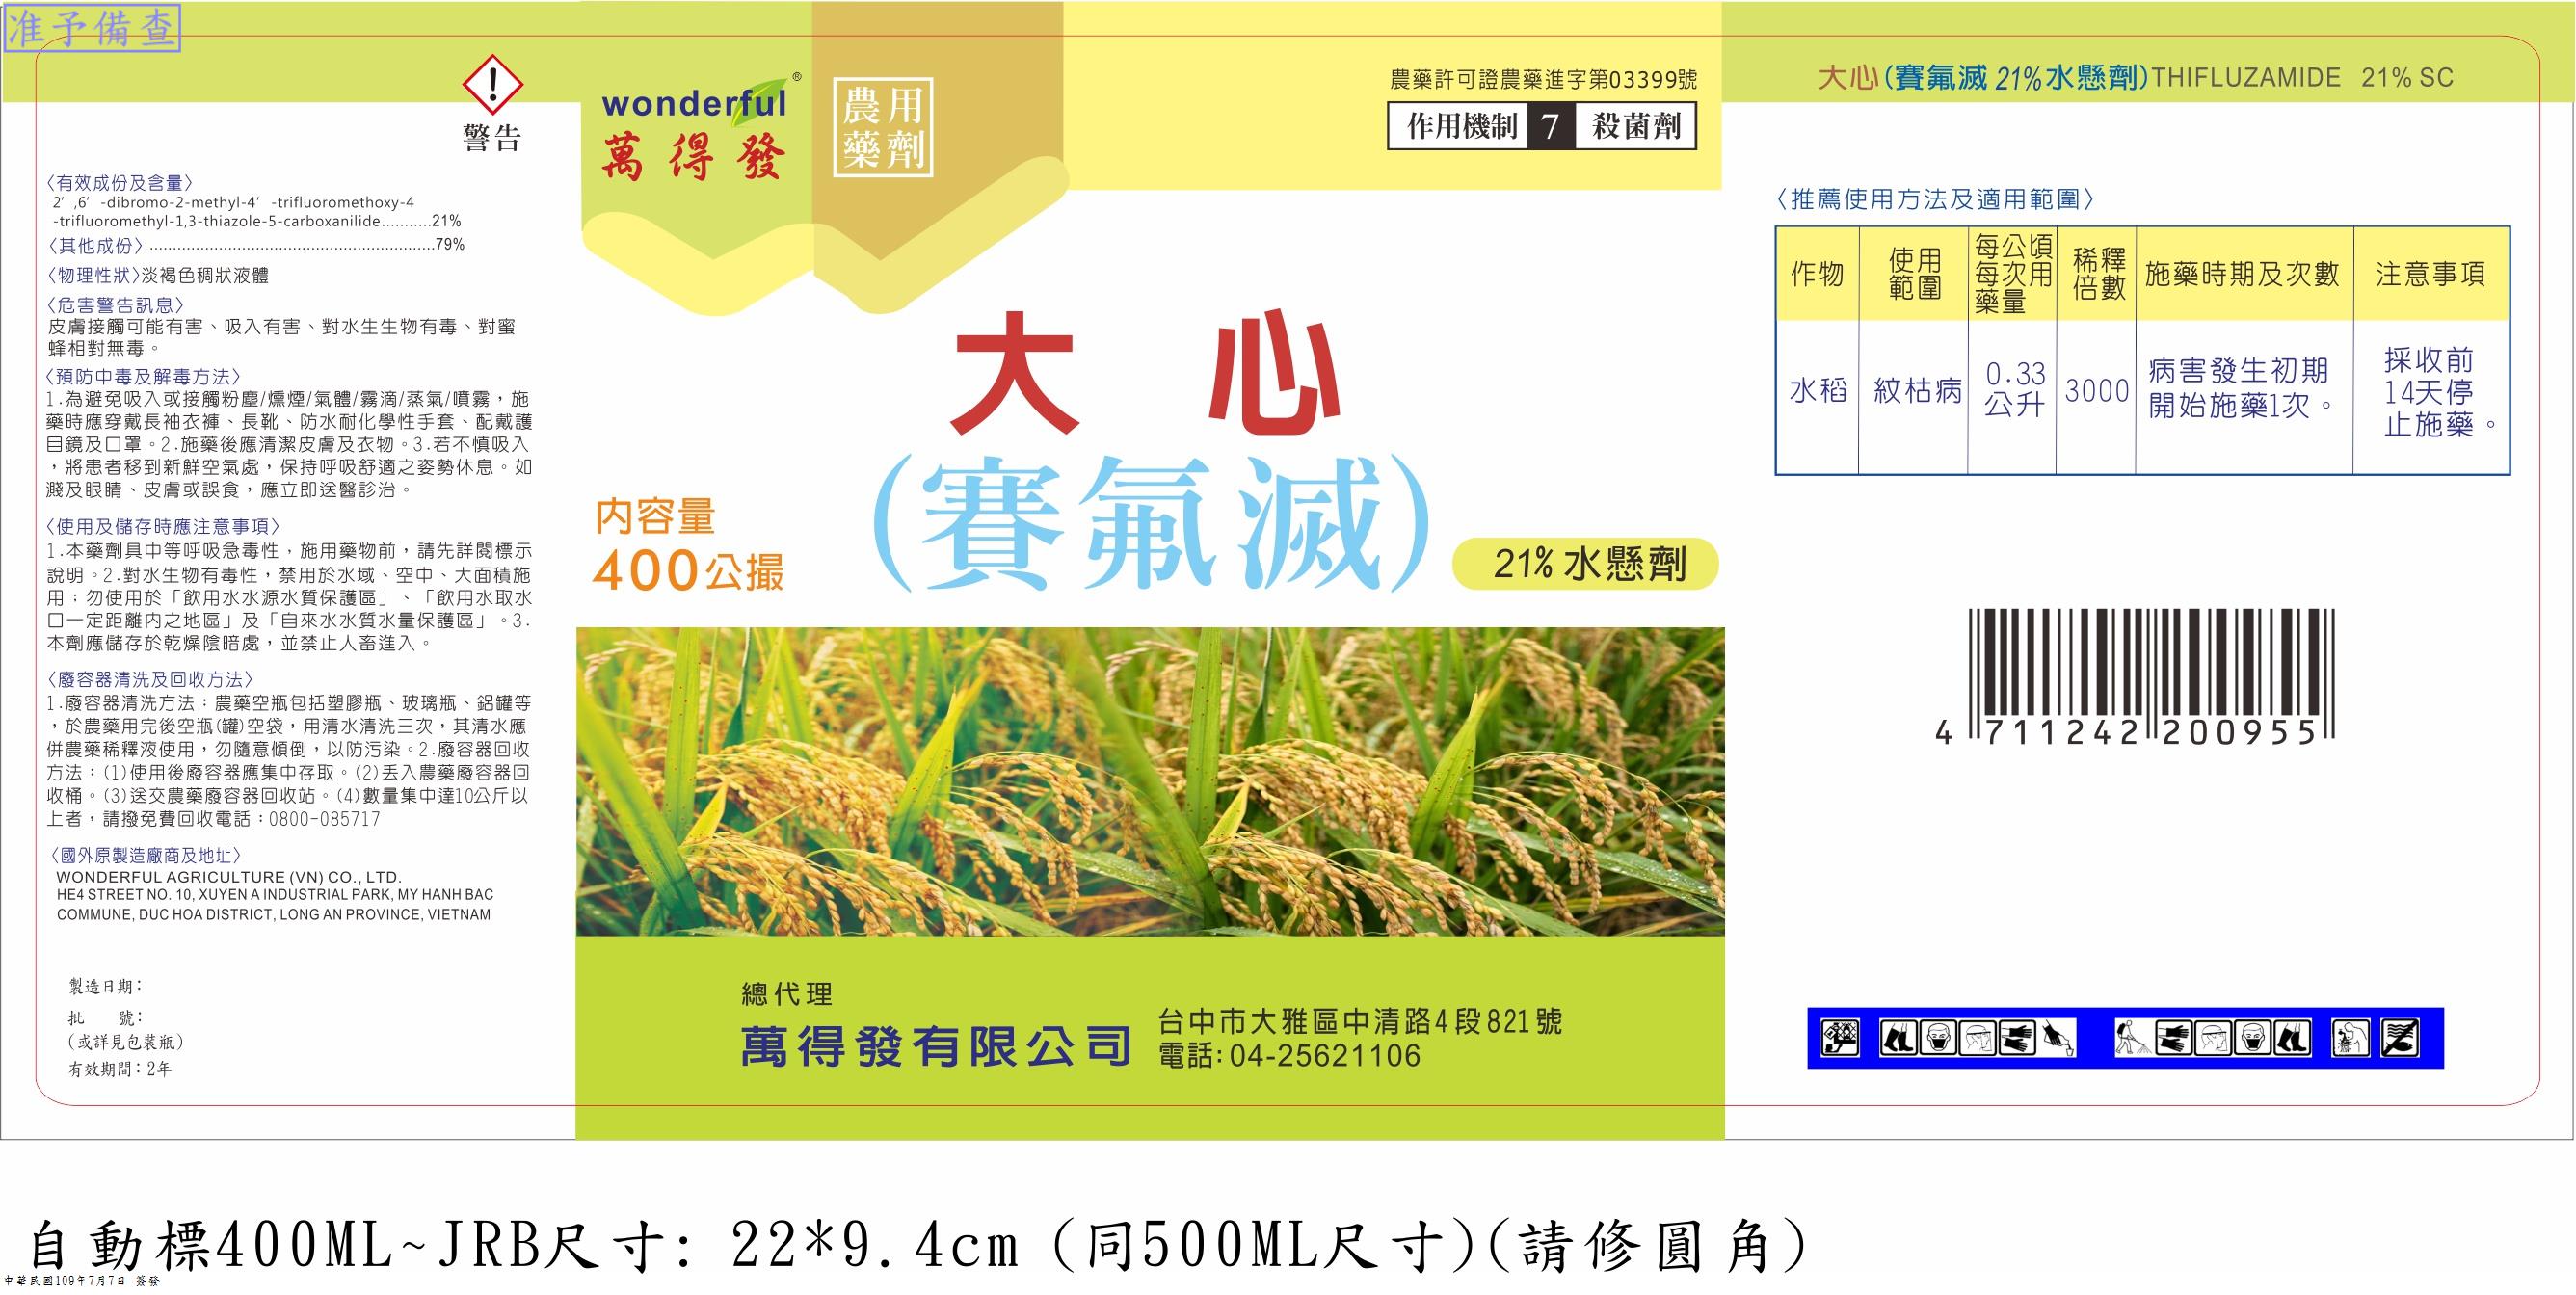 准予備查
警告
〈有效成份及含量〉
2′,6′-dibromo-2-methyl-4′-trifluoromethoxy-4
-trifluoromethyl-1,3-thiazole-5-carboxanilide...........21%
〈其他成份〉..............................................................79%
〈物理性狀〉淡褐色稠狀液體
〈危害警告訊息〉
皮膚接觸可能有害、吸入有害、對水生生物有毒、對蜜
蜂相對無毒。
〈預防中毒及解毒方法〉
1.為避免吸入或接觸粉塵/燻煙/氣體/霧滴/蒸氣/噴霧，施
藥時應穿戴長袖衣褲、長靴、防水耐化學性手套、配戴護
目鏡及口罩。2.施藥後應清潔皮膚及衣物。3.若不慎吸入
，將患者移到新鮮空氣處，保持呼吸舒適之姿勢休息。如
濺及眼睛、皮膚或誤食，應立即送醫診治。
〈使用及儲存時應注意事項〉
1.本藥劑具中等呼吸急毒性，施用藥物前，請先詳閱標示
說明。2.對水生物有毒性，禁用於水域、空中、大面積施
用；勿使用於「飲用水水源水質保護區」、「飲用水取水
口一定距離內之地區」及「自來水水質水量保護區」。3.
本劑應儲存於乾燥陰暗處，並禁止人畜進入。
〈廢容器清洗及回收方法〉
1.廢容器清洗方法：農藥空瓶包括塑膠瓶、玻璃瓶、鋁罐等
，於農藥用完後空瓶(罐)空袋，用清水清洗三次，其清水應
併農藥稀釋液使用，勿隨意傾倒，以防污染。2.廢容器回收
方法：(1)使用後廢容器應集中存取。(2)丟入農藥廢容器回
收桶。(3)送交農藥廢容器回收站。(4)數量集中達10公斤以
上者，請撥免費回收電話：0800-085717
〈國外原製造廠商及地址〉
WONDERFUL AGRICULTURE (VN) CO., LTD.
HE4 STREET NO. 10, XUYEN A INDUSTRIAL PARK, MY HANH BAC
COMMUNE, DUC HOA DISTRICT, LONG AN PROVINCE, VIETNAM
製造日期：
批　號：
(或詳見包裝瓶)
有效期間：2年
wonderful®
萬得發
農用
藥劑
農藥許可證農藥進字第03399號
作用機制 7 殺菌劑
大心
(賽氟滅)
內容量
400公撮
21%水懸劑
總代理
萬得發有限公司
台中市大雅區中清路4段821號
電話:04-25621106
大心(賽氟滅 21%水懸劑)THIFLUZAMIDE 21% SC
〈推薦使用方法及適用範圍〉
作物 使用範圍 每公頃每次用藥量 稀釋倍數 施藥時期及次數 注意事項
水稻 紋枯病 0.33公升 3000 病害發生初期開始施藥1次。 採收前14天停止施藥。
4 711242 200955
自動標400ML~JRB尺寸: 22*9.4cm (同500ML尺寸)(請修圓角)
中華民國109年7月7日 簽發